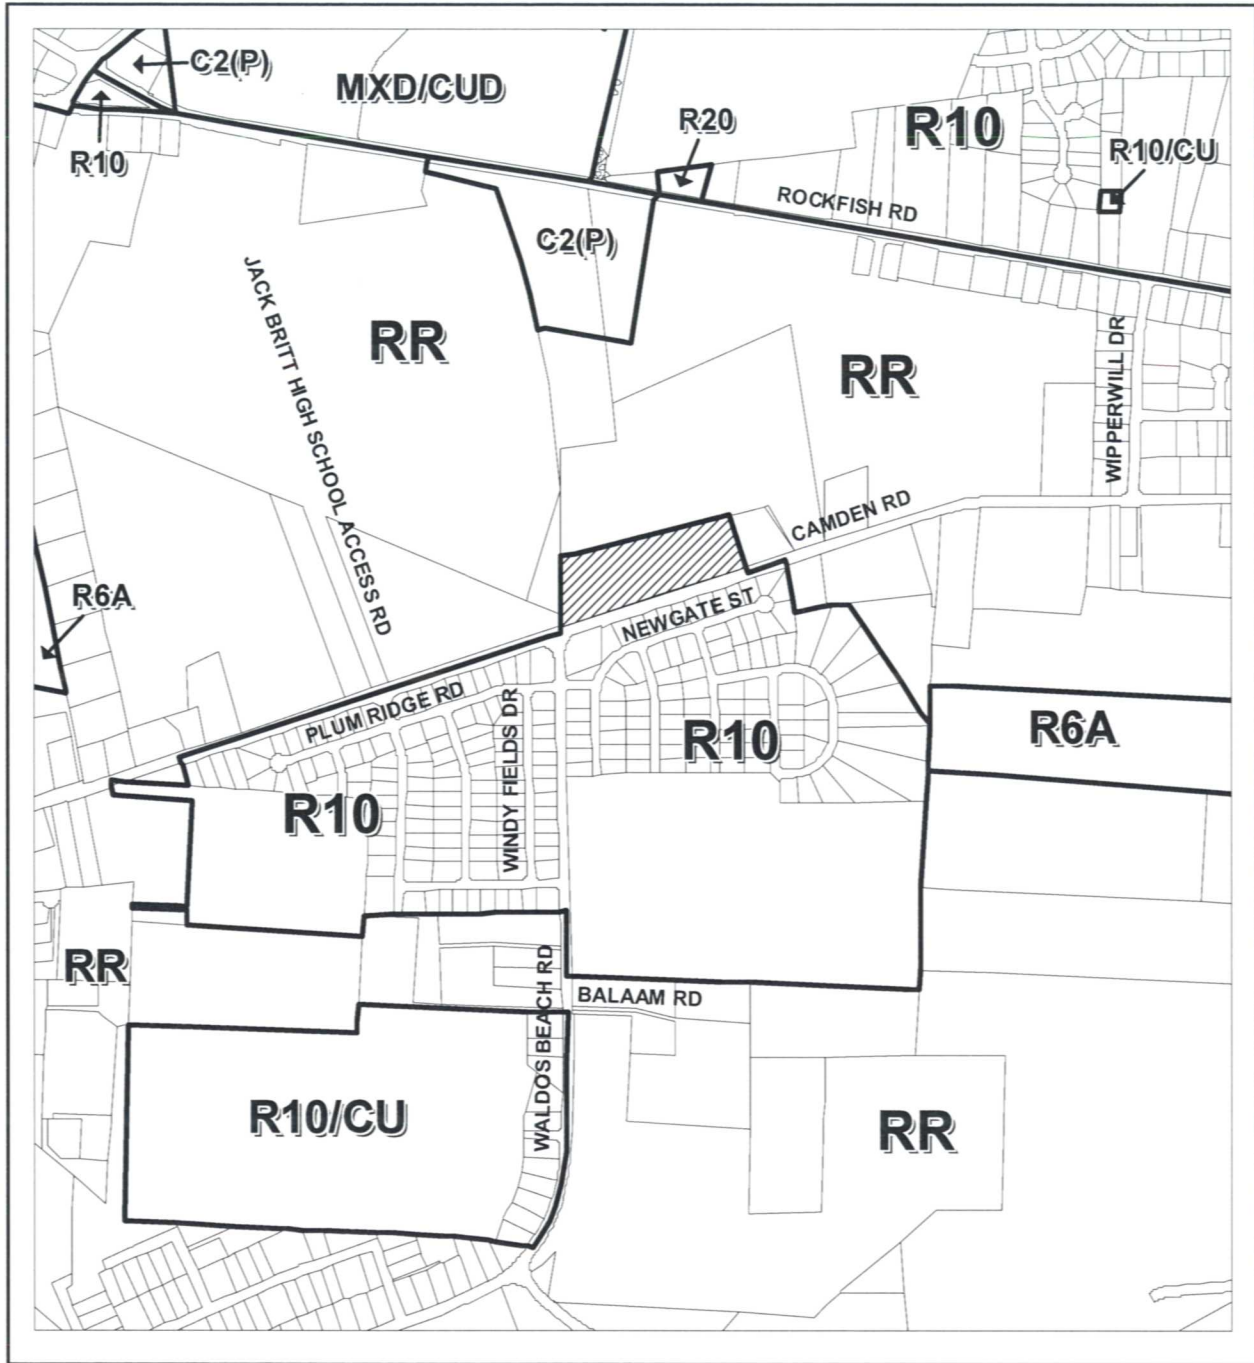 C2(P)
MXD/CUD
R10
R20
R10
R10/CU
ROCKFISH RD
C2(P)
JACK BRITT HIGH SCHOOL ACCESS RD
RR
RR
WIPPERWILL DR
CAMDEN RD
R6A
NEWGATE ST
PLUM RIDGE RD
WINDY FIELDS DR
R10
R6A
R10
RR
WALDOS BEACH RD
BALAAM RD
R10/CU
RR